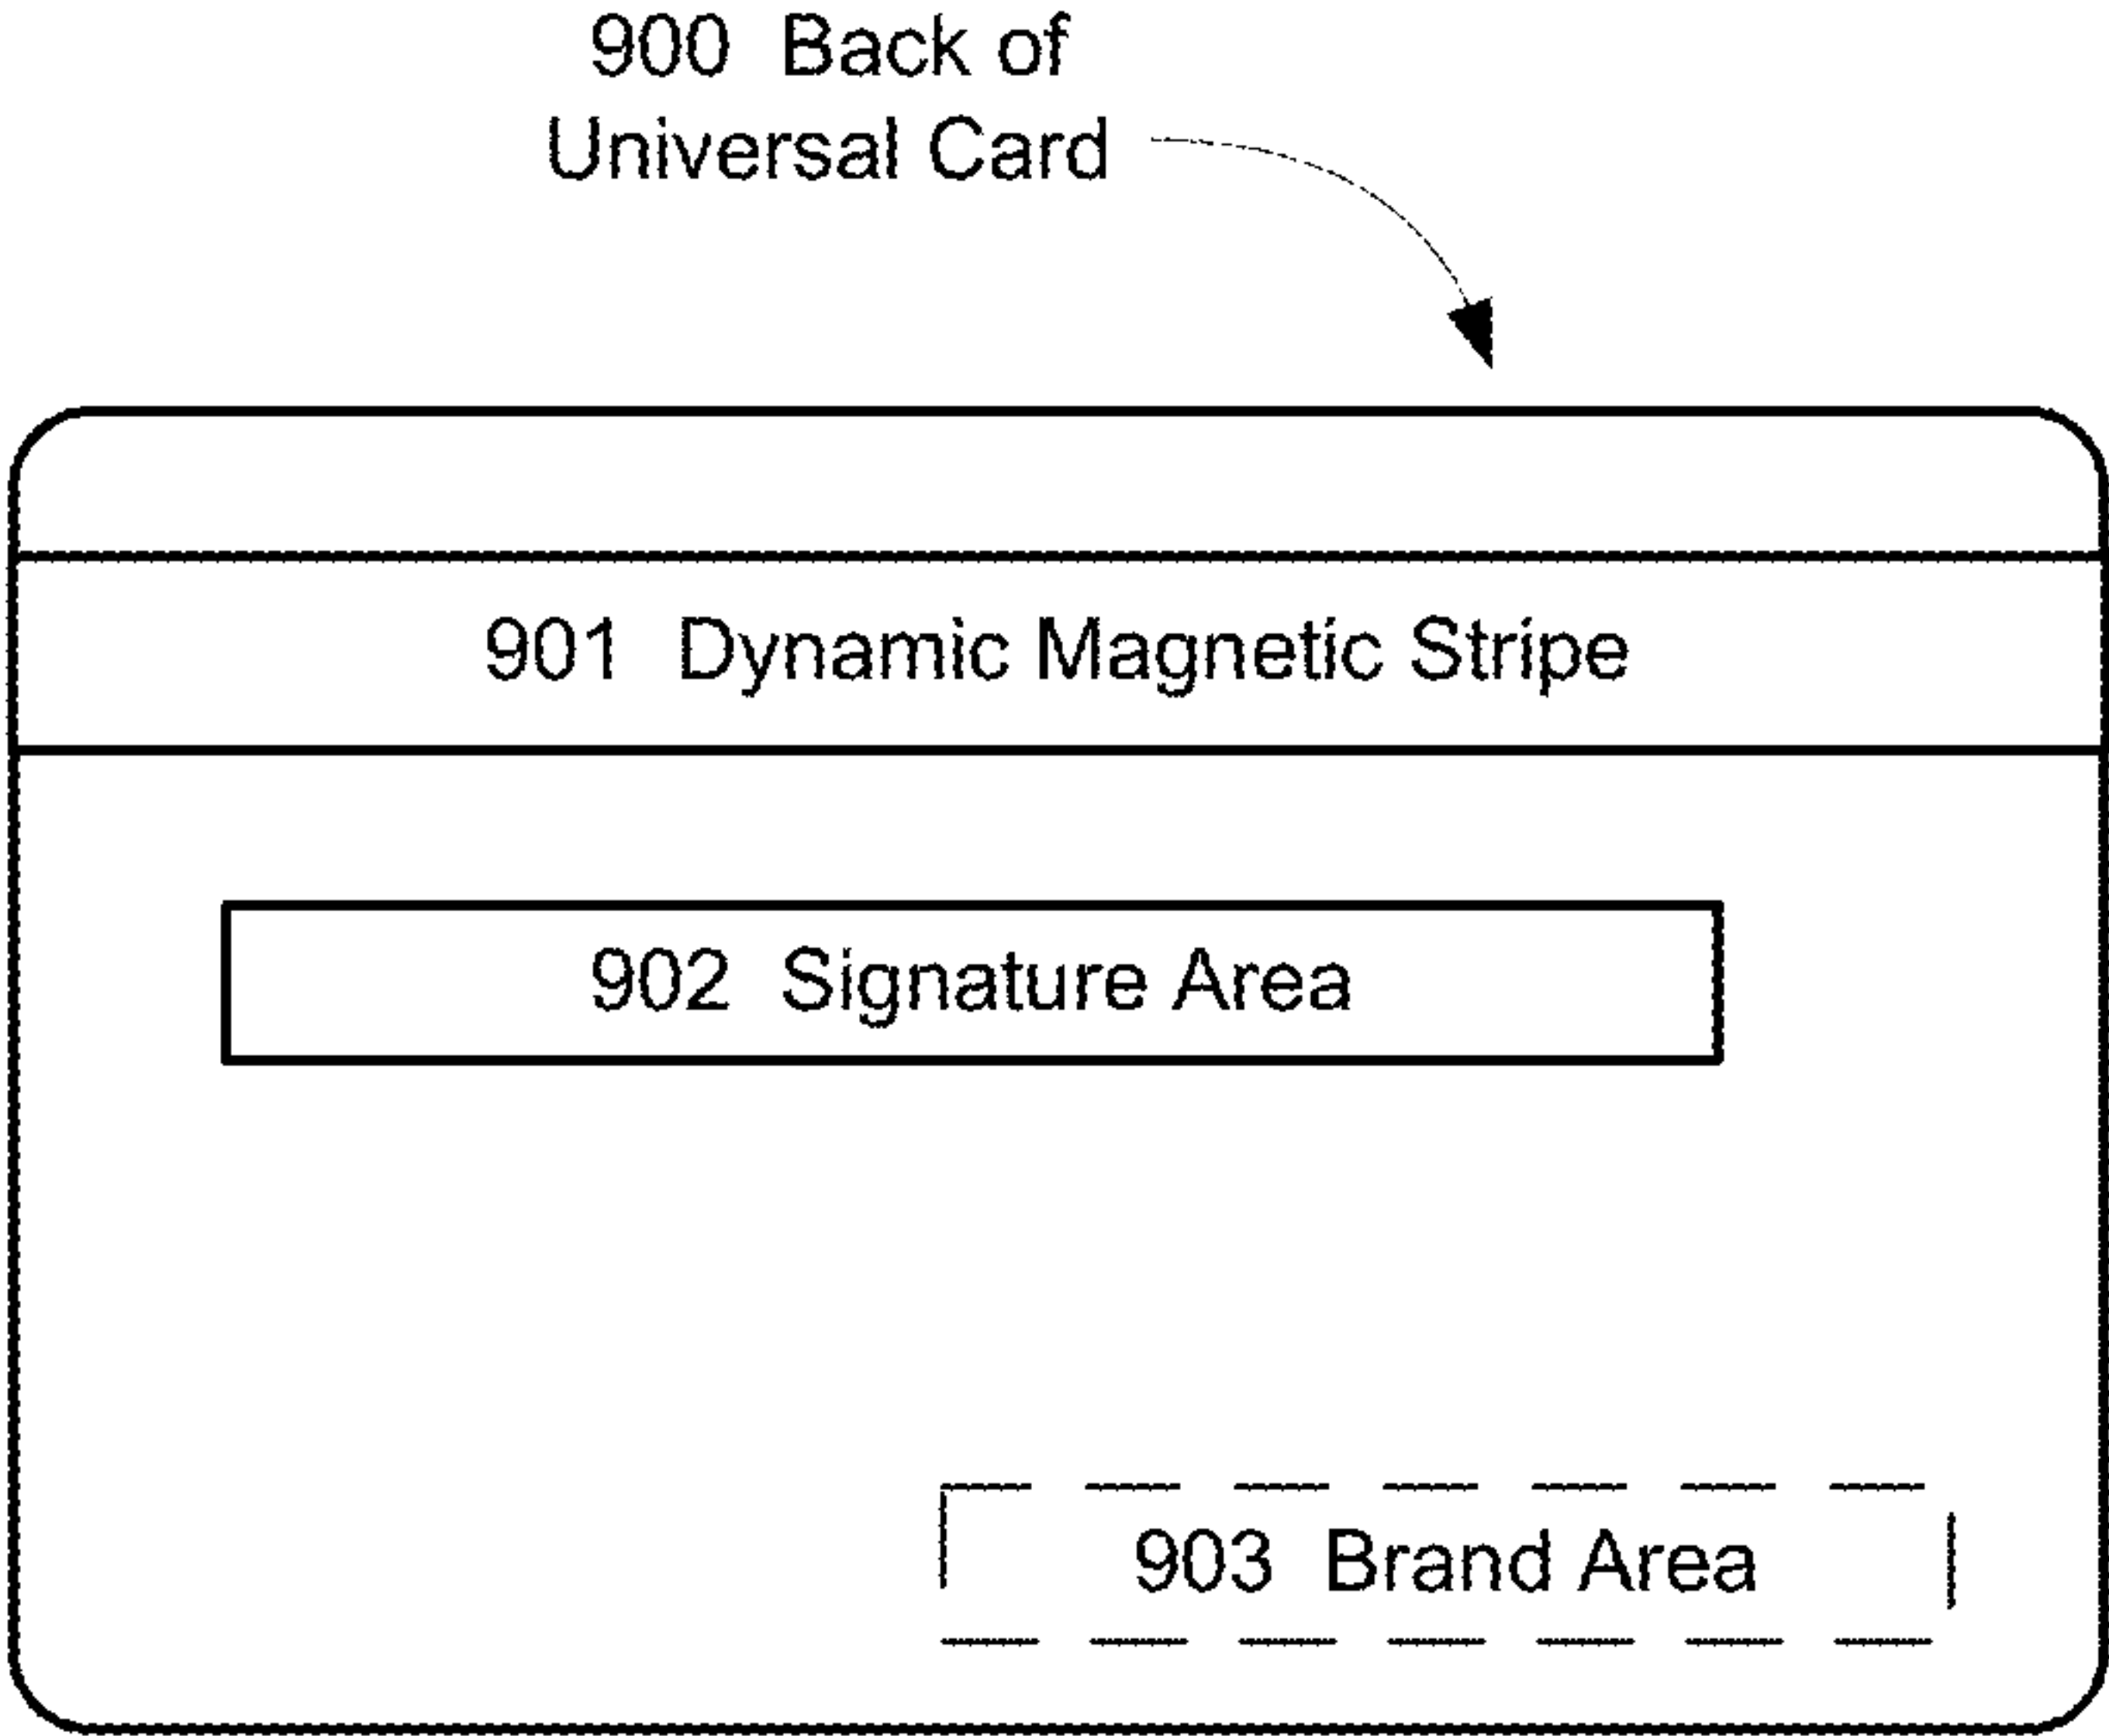 900 Back of
Universal Card
901 Dynamic Magnetic Stripe
902 Signature Area
903 Brand Area